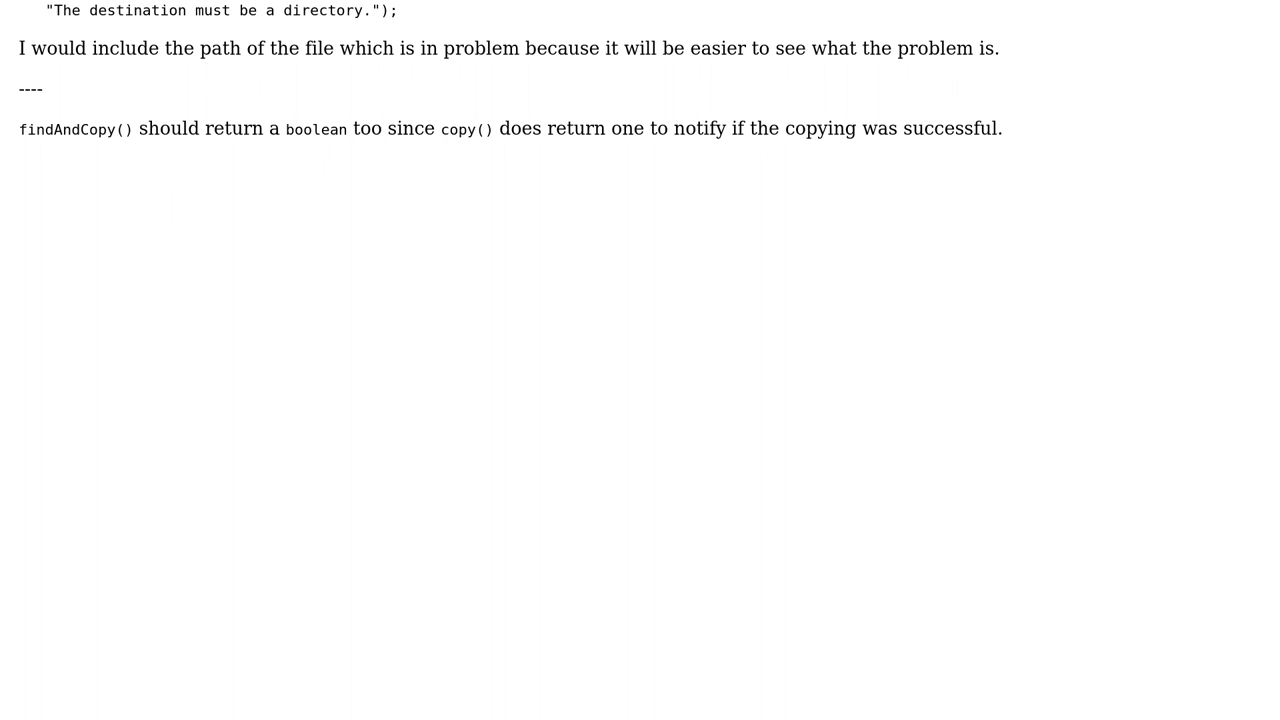 "The destination must be a directory.");
I would include the path of the file which is in problem because it will be easier to see what the problem is.
----
findAndCopy() should return a boolean too since copy() does return one to notify if the copying was successful.